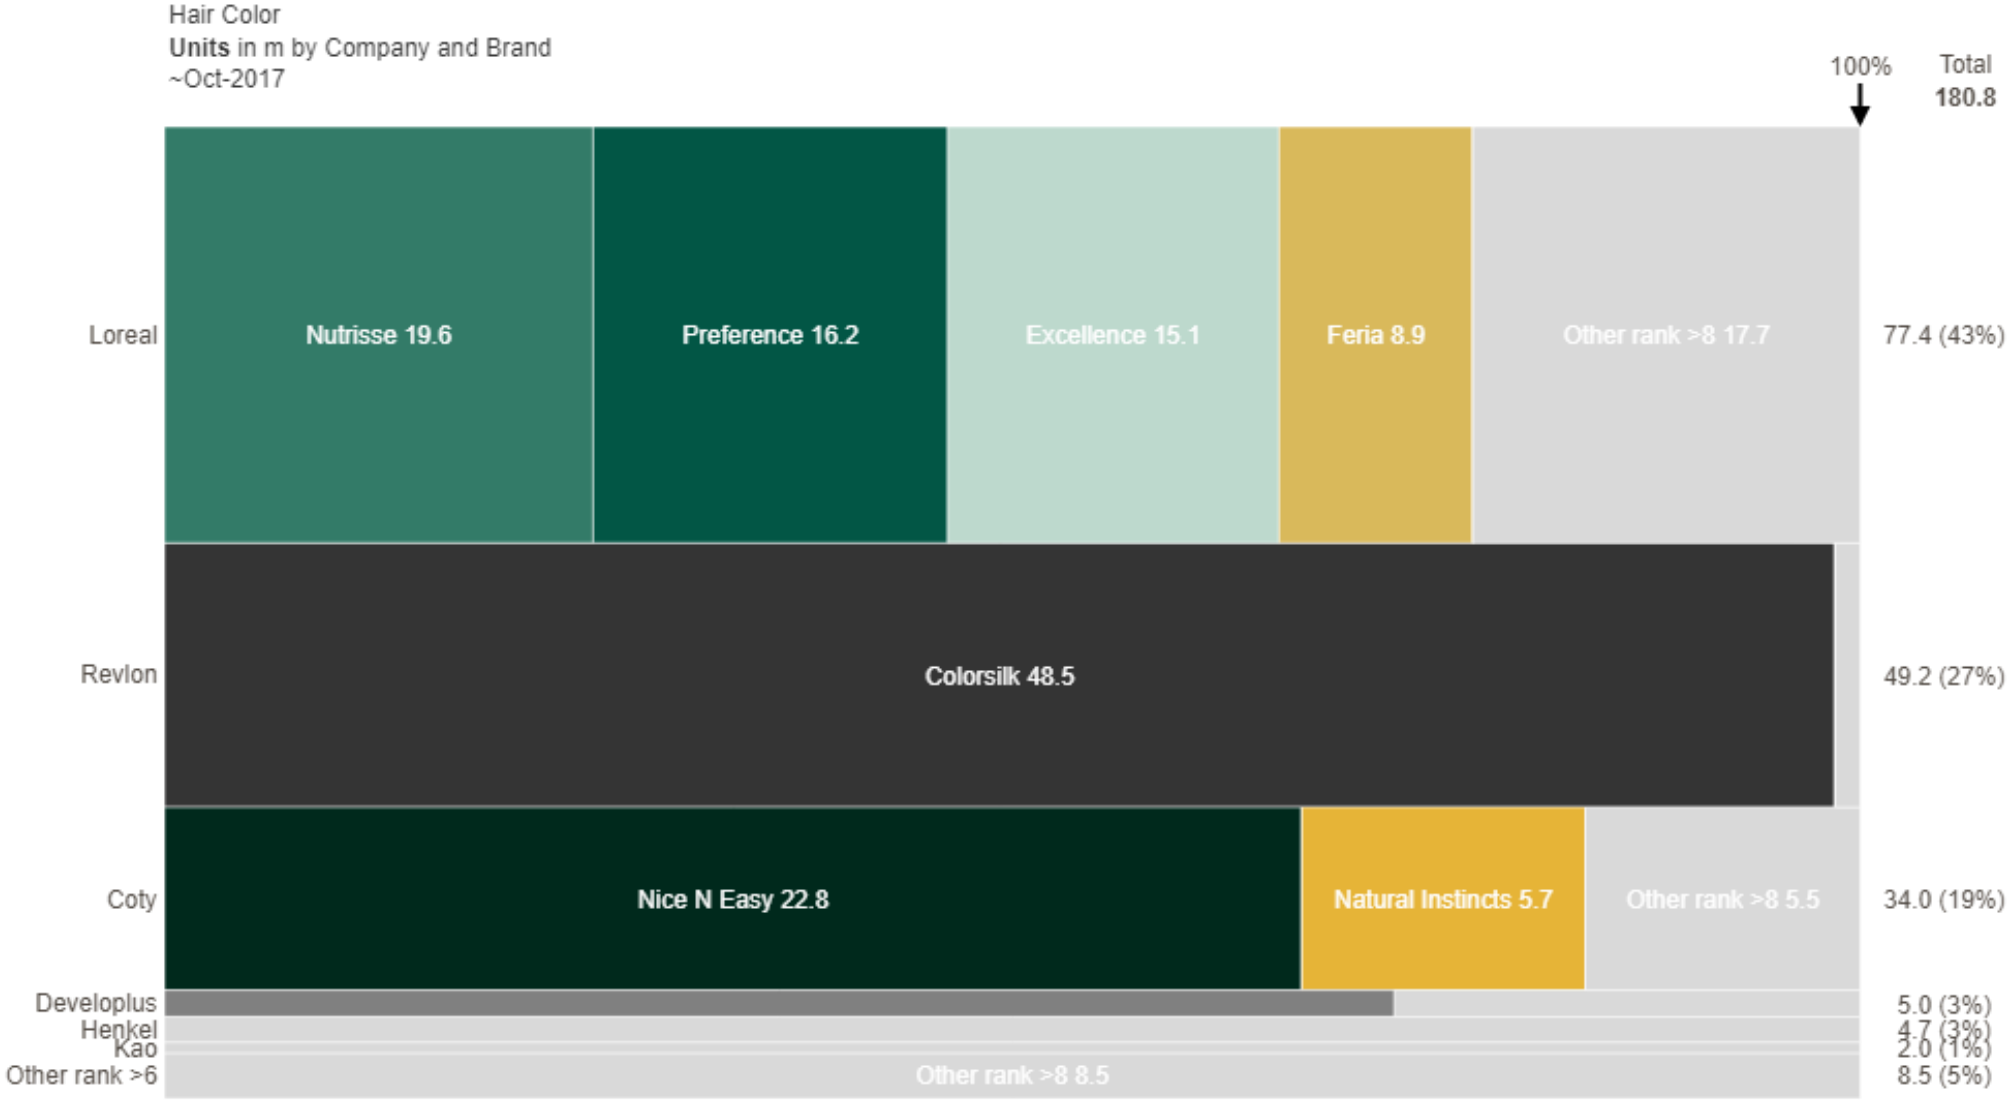 Hair Color
Units in m by Company and Brand
~Oct-2017
100%
Total
180.8
Loreal
Nutrisse 19.6
Preference 16.2
Excellence 15.1
Feria 8.9
Other rank >8 17.7
77.4 (43%)
Revlon
Colorsilk 48.5
49.2 (27%)
Coty
Nice N Easy 22.8
Natural Instincts 5.7
Other rank >8 5.5
34.0 (19%)
Developlus
5.0 (3%)
Henkel
4.7 (3%)
Kao
2.0 (1%)
Other rank >6
Other rank >8 8.5
8.5 (5%)